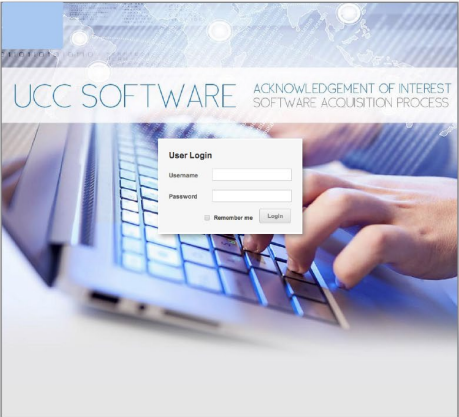 UCC SOFTWARE
ACKNOWLEDGEMENT OF INTEREST
SOFTWARE ACQUISITION PROCESS
User Login
Username
Password
Remember me
Login